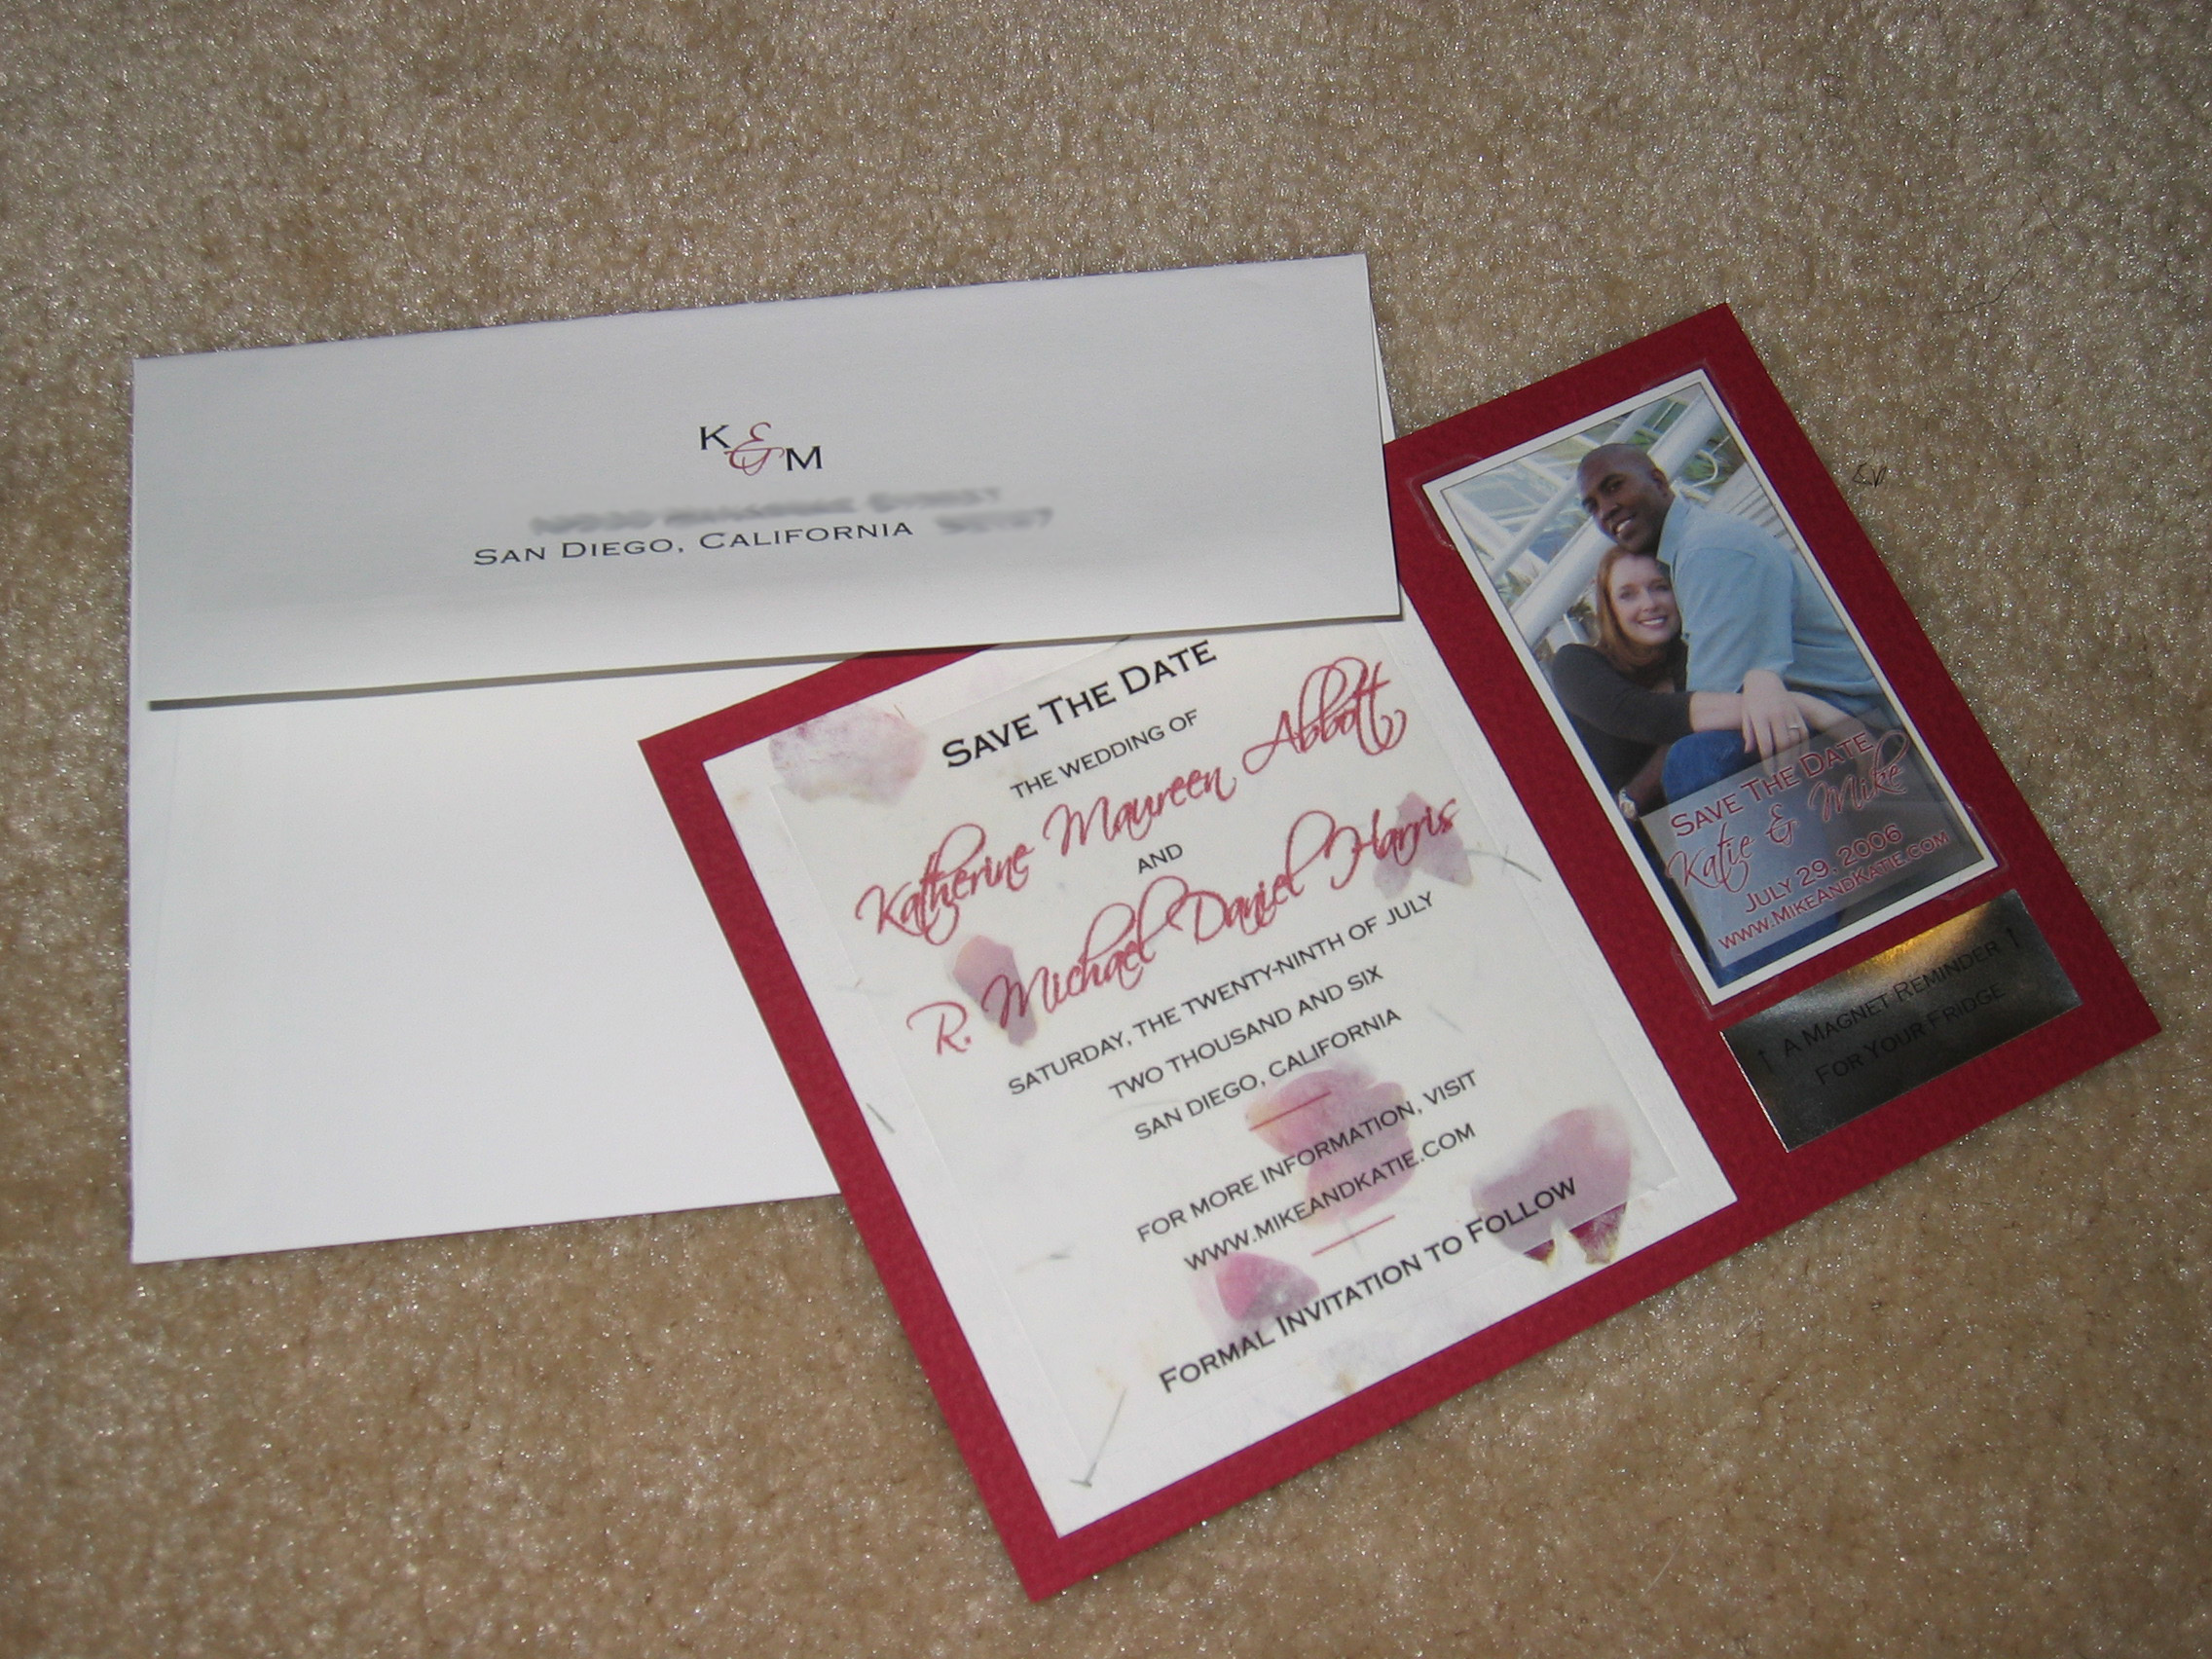 K & M
SAN DIEGO, CALIFORNIA
SAVE THE DATE
THE WEDDING OF
Katherine Maureen Abbott
AND
R. Michael Daniel Harris
SATURDAY, THE TWENTY-NINTH OF JULY
TWO THOUSAND AND SIX
SAN DIEGO, CALIFORNIA
FOR MORE INFORMATION, VISIT
WWW.MIKEANDKATIE.COM
FORMAL INVITATION TO FOLLOW
SAVE THE DATE
Katie & Mike
JULY 29, 2006
WWW.MIKEANDKATIE.COM
↑ A MAGNET REMINDER ↑
FOR YOUR FRIDGE